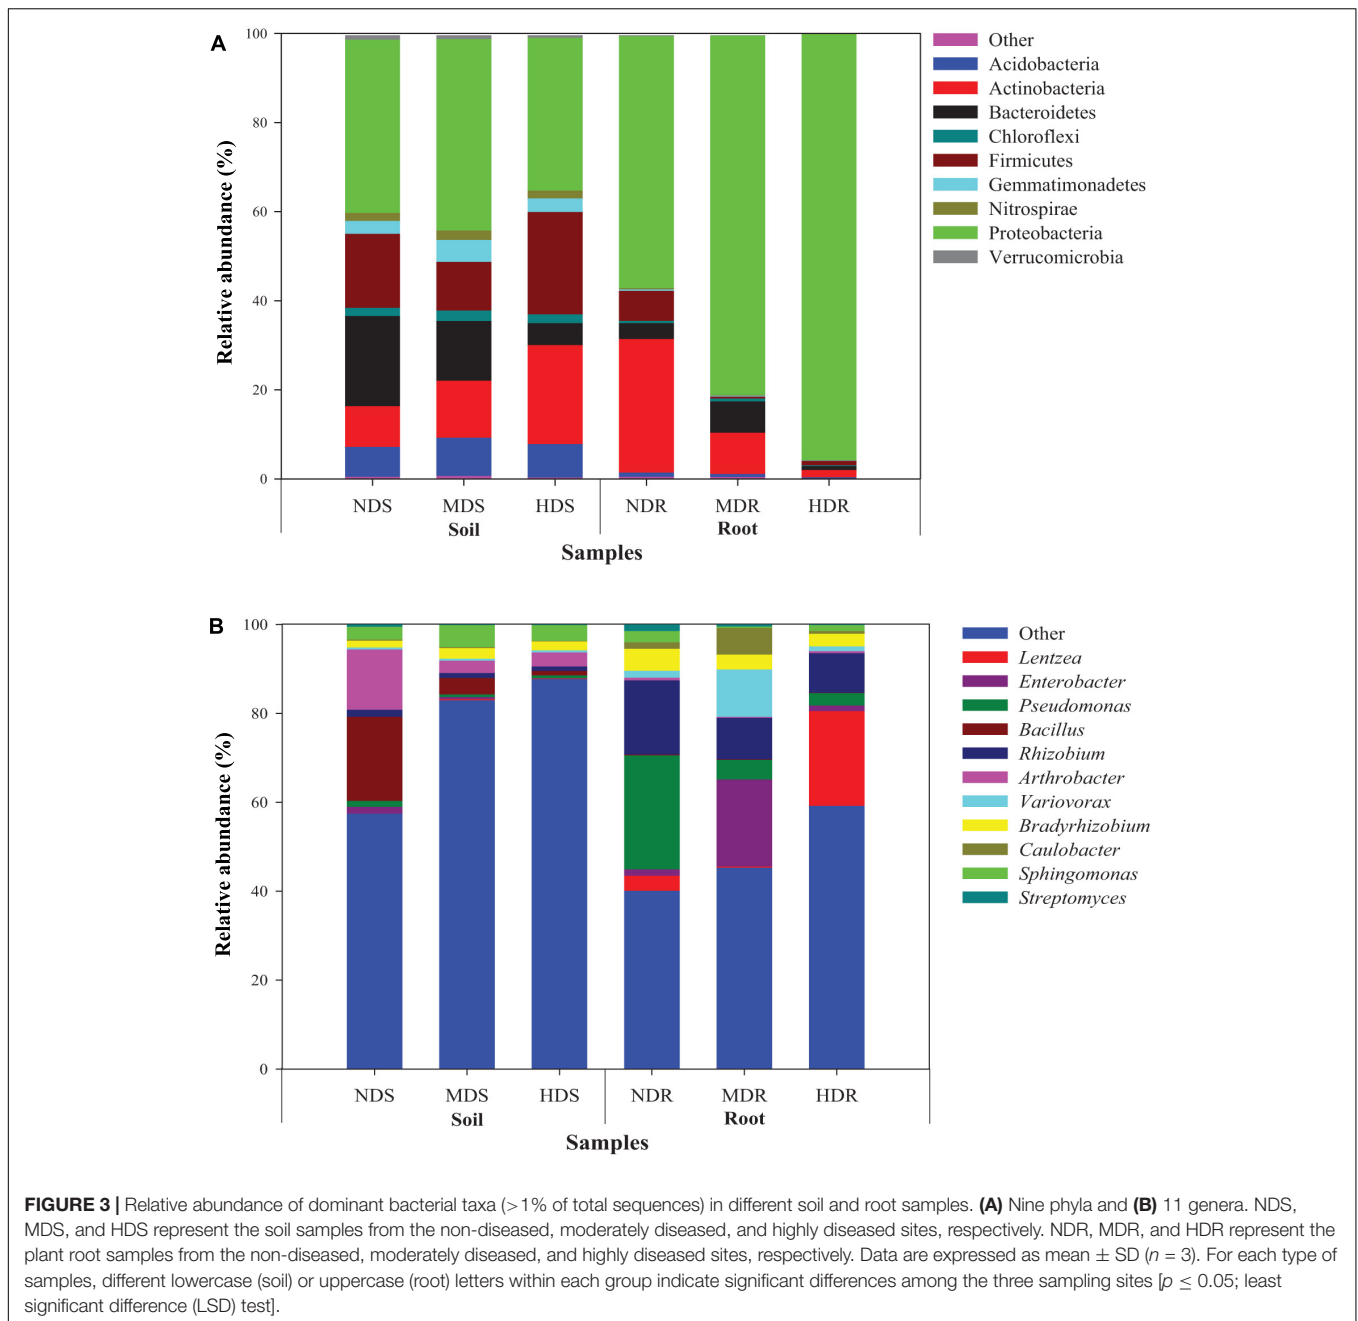 A
100
80
60
40
20
0
Relative abundance (%)
NDS MDS HDS NDR MDR HDR
Soil Root
Samples
Other
Acidobacteria
Actinobacteria
Bacteroidetes
Chloroflexi
Firmicutes
Gemmatimonadetes
Nitrospirae
Proteobacteria
Verrucomicrobia
B
100
80
60
40
20
0
Relative abundance (%)
NDS MDS HDS NDR MDR HDR
Soil Root
Samples
Other
Lentzea
Enterobacter
Pseudomonas
Bacillus
Rhizobium
Arthrobacter
Variovorax
Bradyrhizobium
Caulobacter
Sphingomonas
Streptomyces
FIGURE 3 | Relative abundance of dominant bacterial taxa (>1% of total sequences) in different soil and root samples. (A) Nine phyla and (B) 11 genera. NDS,
MDS, and HDS represent the soil samples from the non-diseased, moderately diseased, and highly diseased sites, respectively. NDR, MDR, and HDR represent the
plant root samples from the non-diseased, moderately diseased, and highly diseased sites, respectively. Data are expressed as mean ± SD (n = 3). For each type of
samples, different lowercase (soil) or uppercase (root) letters within each group indicate significant differences among the three sampling sites [p ≤ 0.05; least
significant difference (LSD) test].